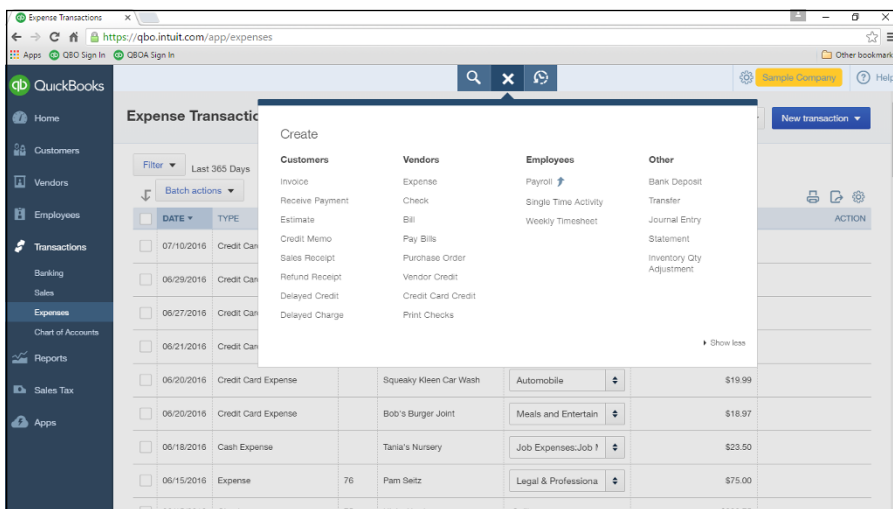 Expense Transactions
https://qbo.intuit.com/app/expenses
Apps QBO Sign In QBOA Sign In Other bookmark
qb QuickBooks
Sample Company Help
Home
Customers
Vendors
Employees
Transactions
Banking
Sales
Expenses
Chart of Accounts
Reports
Sales Tax
Apps
Expense Transactio
New transaction
Filter Last 365 Days
Batch actions
Create
Customers
Invoice
Receive Payment
Estimate
Credit Memo
Sales Receipt
Refund Receipt
Delayed Credit
Delayed Charge
Vendors
Expense
Check
Bill
Pay Bills
Purchase Order
Vendor Credit
Credit Card Credit
Print Checks
Employees
Payroll
Single Time Activity
Weekly Timesheet
Other
Bank Deposit
Transfer
Journal Entry
Statement
Inventory Qty
Adjustment
Show less
DATE TYPE ACTION
07/10/2016 Credit Car
06/29/2016 Credit Car
06/27/2016 Credit Car
06/21/2016 Credit Car
06/20/2016 Credit Card Expense Squeaky Kleen Car Wash Automobile $19.99
06/20/2016 Credit Card Expense Bob's Burger Joint Meals and Entertain $18.97
06/18/2016 Cash Expense Tania's Nursery Job Expenses:Job $23.50
06/15/2016 Expense 76 Pam Seitz Legal & Professiona $75.00